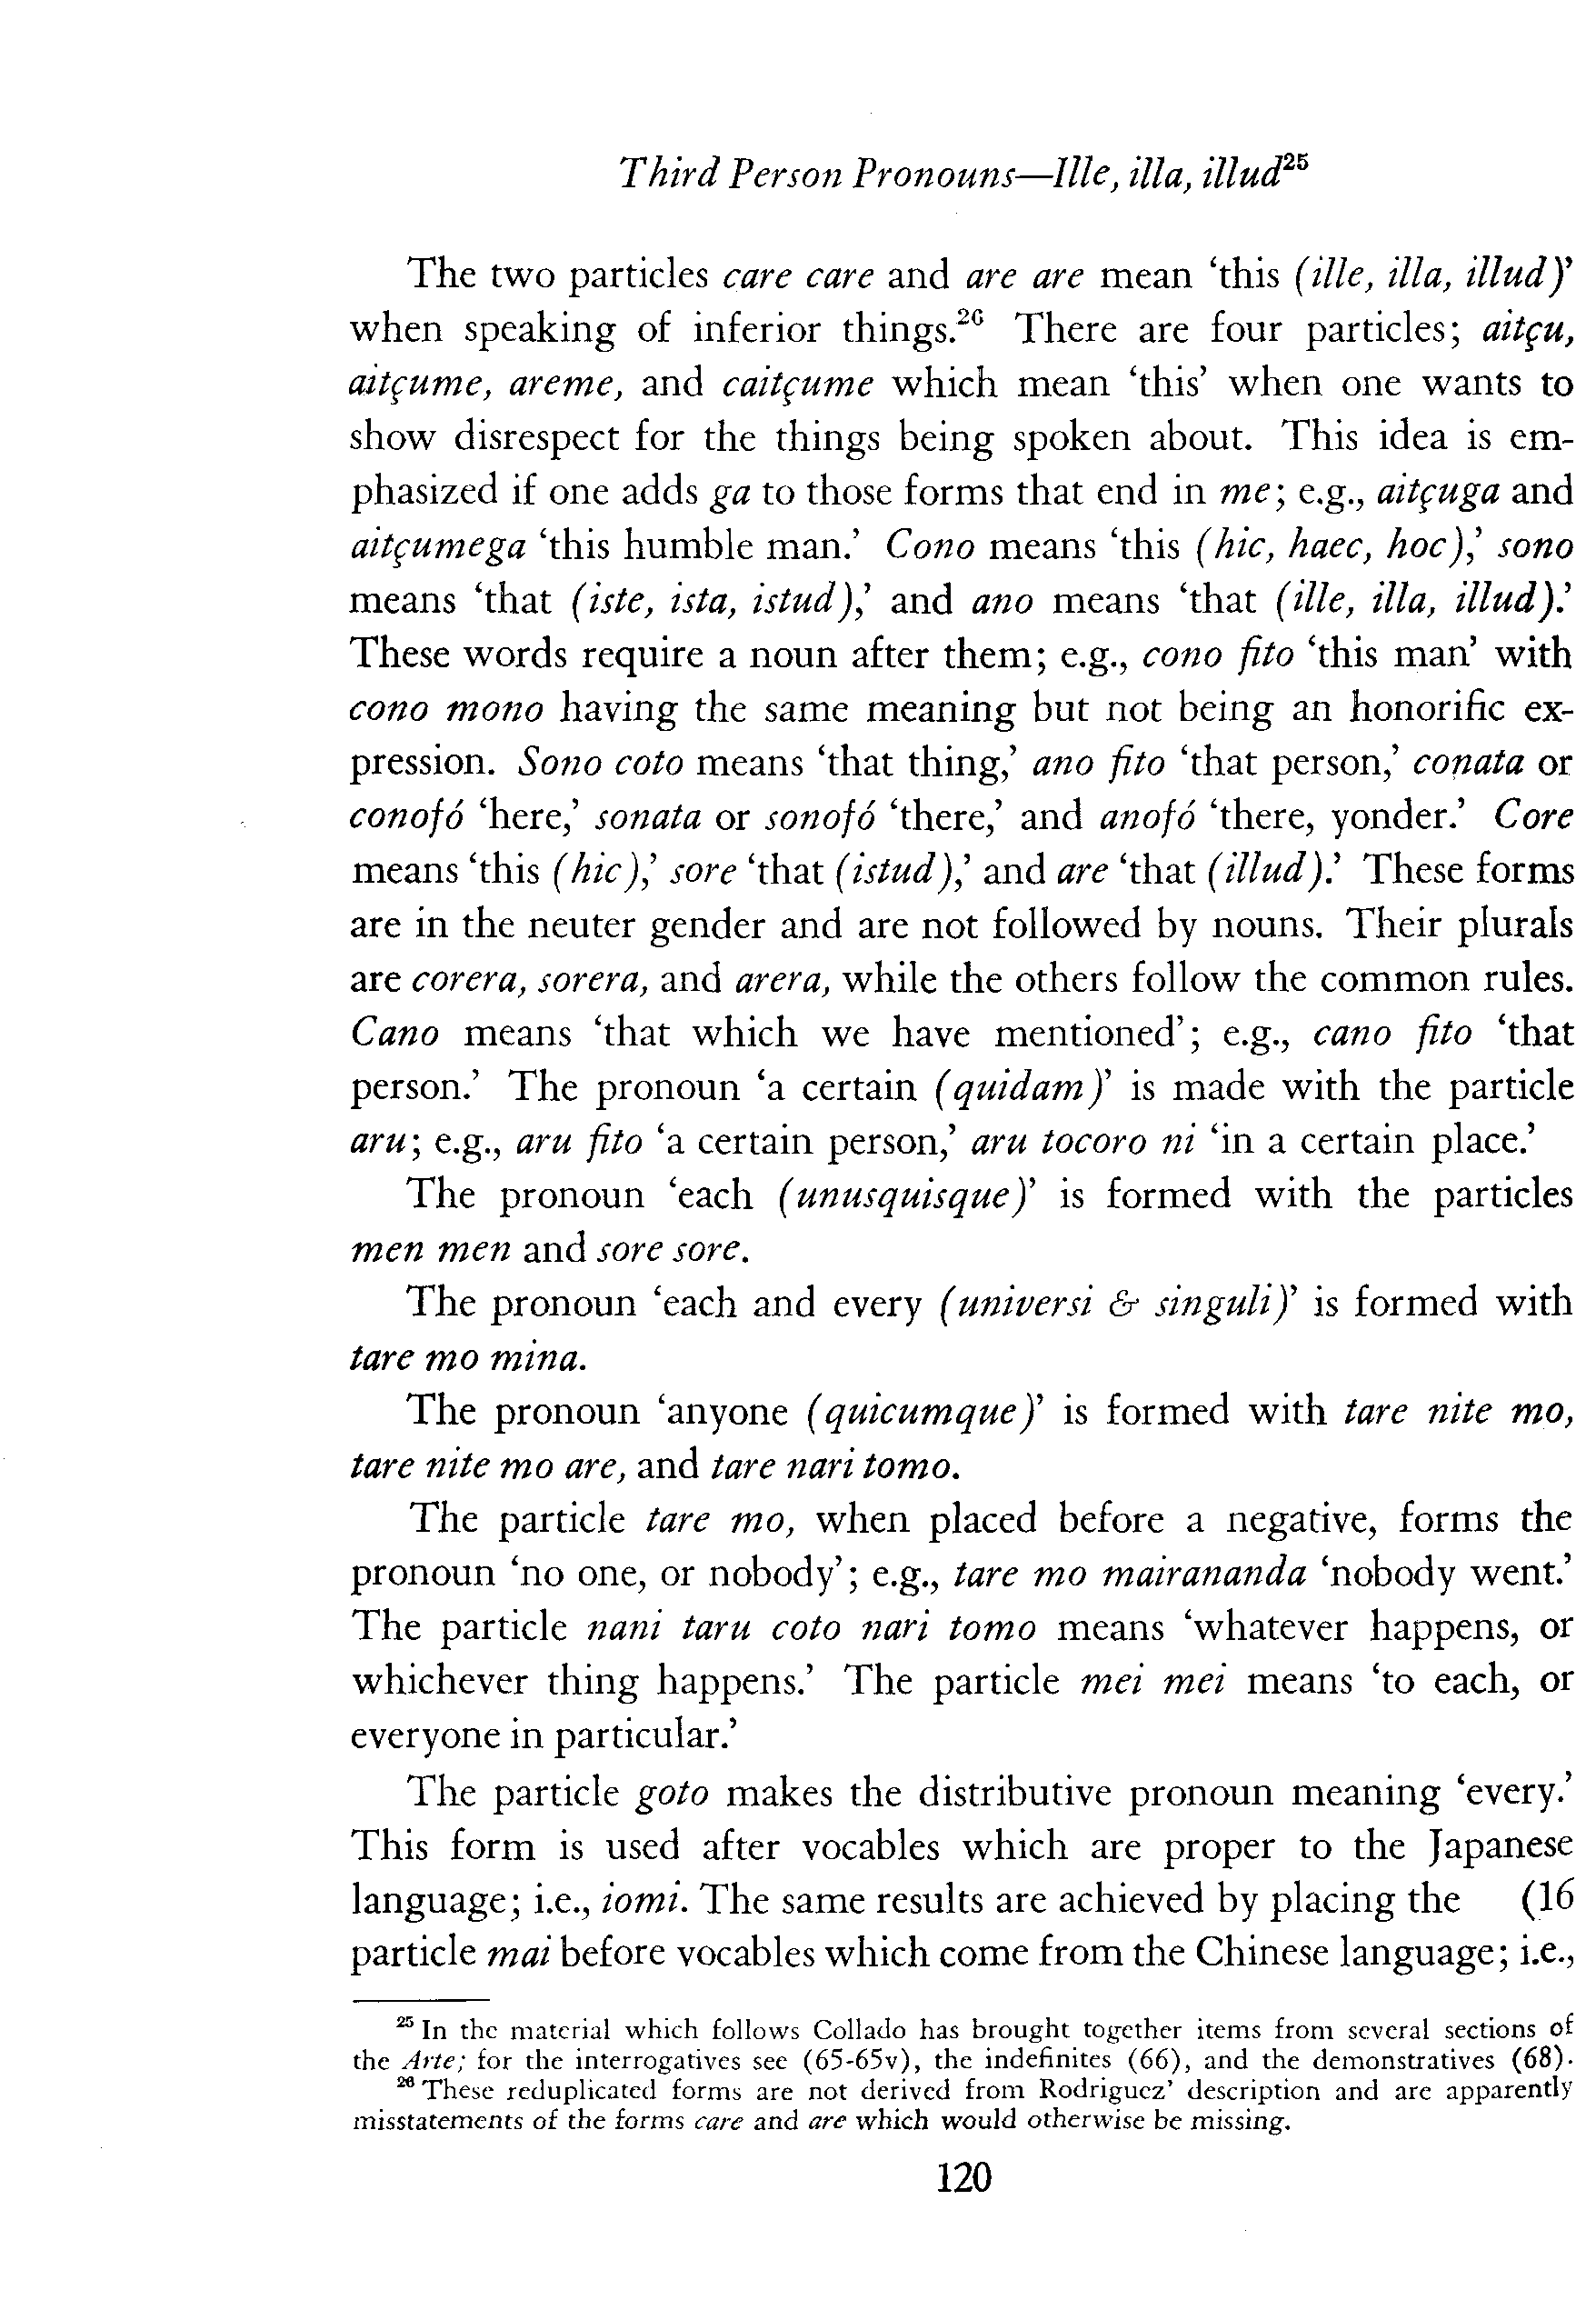 Third Person Pronouns—Ille, illa, illud²⁵
The two particles care care and are are mean ‘this (ille, illa, illud)’
when speaking of inferior things.²⁶ There are four particles; aitçu,
aitçume, areme, and caitçume which mean ‘this’ when one wants to
show disrespect for the things being spoken about. This idea is em-
phasized if one adds ga to those forms that end in me; e.g., aitçuga and
aitçumega ‘this humble man.’ Cono means ‘this (hic, haec, hoc),’ sono
means ‘that (iste, ista, istud),’ and ano means ‘that (ille, illa, illud).’
These words require a noun after them; e.g., cono fito ‘this man’ with
cono mono having the same meaning but not being an honorific ex-
pression. Sono coto means ‘that thing,’ ano fito ‘that person,’ conata or
conofó ‘here,’ sonata or sonofó ‘there,’ and anofó ‘there, yonder.’ Core
means ‘this (hic),’ sore ‘that (istud),’ and are ‘that (illud).’ These forms
are in the neuter gender and are not followed by nouns. Their plurals
are corera, sorera, and arera, while the others follow the common rules.
Cano means ‘that which we have mentioned’; e.g., cano fito ‘that
person.’ The pronoun ‘a certain (quidam)’ is made with the particle
aru; e.g., aru fito ‘a certain person,’ aru tocoro ni ‘in a certain place.’
The pronoun ‘each (unusquisque)’ is formed with the particles
men men and sore sore.
The pronoun ‘each and every (universi & singuli)’ is formed with
tare mo mina.
The pronoun ‘anyone (quicumque)’ is formed with tare nite mo,
tare nite mo are, and tare nari tomo.
The particle tare mo, when placed before a negative, forms the
pronoun ‘no one, or nobody’; e.g., tare mo mairananda ‘nobody went.’
The particle nani taru coto nari tomo means ‘whatever happens, or
whichever thing happens.’ The particle mei mei means ‘to each, or
everyone in particular.’
The particle goto makes the distributive pronoun meaning ‘every.’
This form is used after vocables which are proper to the Japanese
language; i.e., iomi. The same results are achieved by placing the (16
particle mai before vocables which come from the Chinese language; i.e.,
²⁵ In the material which follows Collado has brought together items from several sections of
the Arte; for the interrogatives see (65-65v), the indefinites (66), and the demonstratives (68).
²⁶ These reduplicated forms are not derived from Rodriguez’ description and are apparently
misstatements of the forms care and are which would otherwise be missing.
120